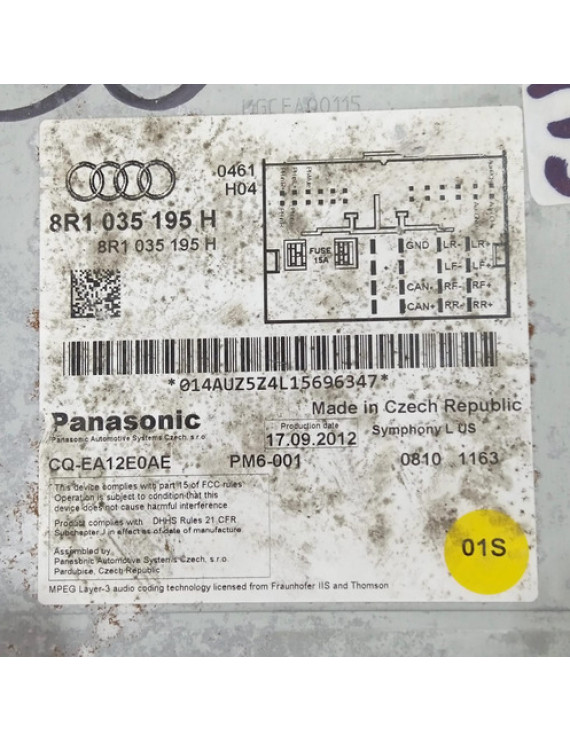 0461
H04
8R1 035 195 H
8R1 035 195 H
FUSE
15A
GND LR- LR+
LF- LF+
CAN- RF- RF+
CAN+ RR- RR+
*014AUZ5Z4L15696347*
Panasonic
Panasonic Automotive Systems Czech, s.r.o
Made in Czech Republic
Production date
17.09.2012
Symphony L US
CQ-EA12E0AE PM6-001 0810 1163
This device complies with part 15 of FCC-rules
Operation is subject to condition that this
device does not cause harmful interference
Product complies with DHHS Rules 21 CFR
Subchapter J in effect as of date of manufacture.
Assembled by
Panasonic Automotive Systems Czech, s.r.o.
Pardubice, Czech Republic
01S
MPEG Layer-3 audio coding technology licensed from Fraunhofer IIS and Thomson